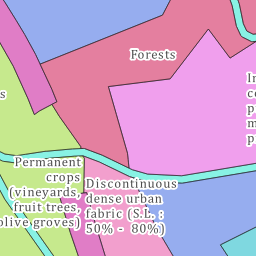 Forests
Permanent
crops
(vineyards,
fruit trees,
olive groves)
Discontinuous
dense urban
fabric (S.L. :
50% - 80%)